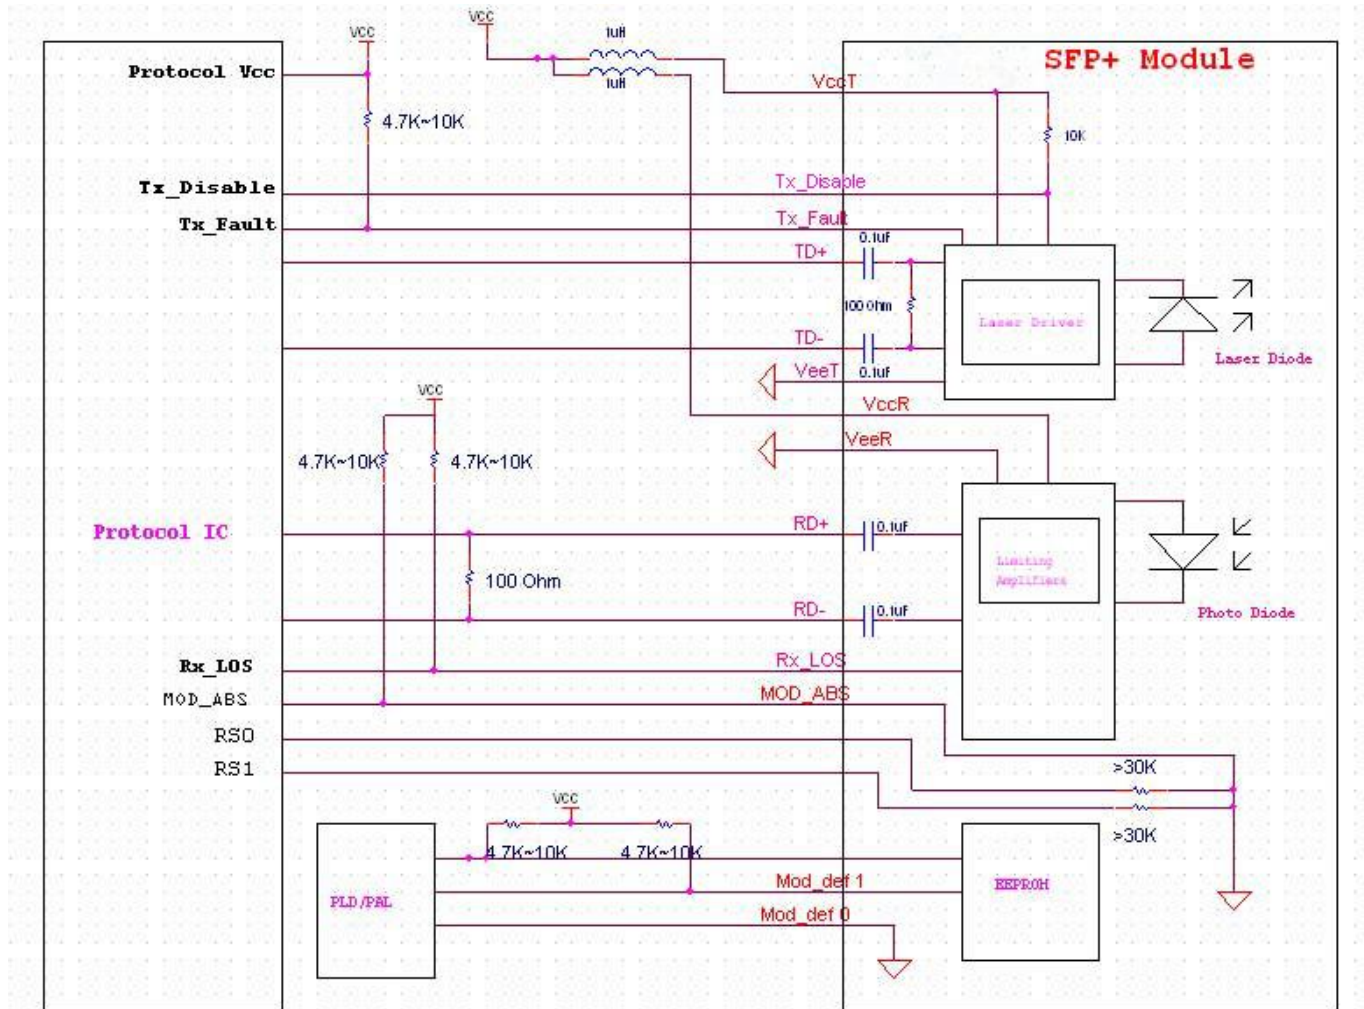 VCC
VCC
1uH
SFP+ Module
Protocol Vcc
1uH
VccT
4.7K~10K
10K
Tx_Disable
Tx_Disable
Tx_Fault
Tx_Fault
0.1uf
TD+
100 Ohm
Laser Driver
TD-
Laser Diode
VeeT
0.1uf
VCC
VccR
VeeR
4.7K~10K
4.7K~10K
Protocol IC
RD+
0.1uf
Limiting
Amplifiers
100 Ohm
RD-
0.1uf
Photo Diode
Rx_LOS
Rx_LOS
MOD_ABS
MOD_ABS
RS0
RS1
>30K
VCC
>30K
4.7K~10K
4.7K~10K
Mod_def 1
EEPROM
PLD/PAL
Mod_def 0